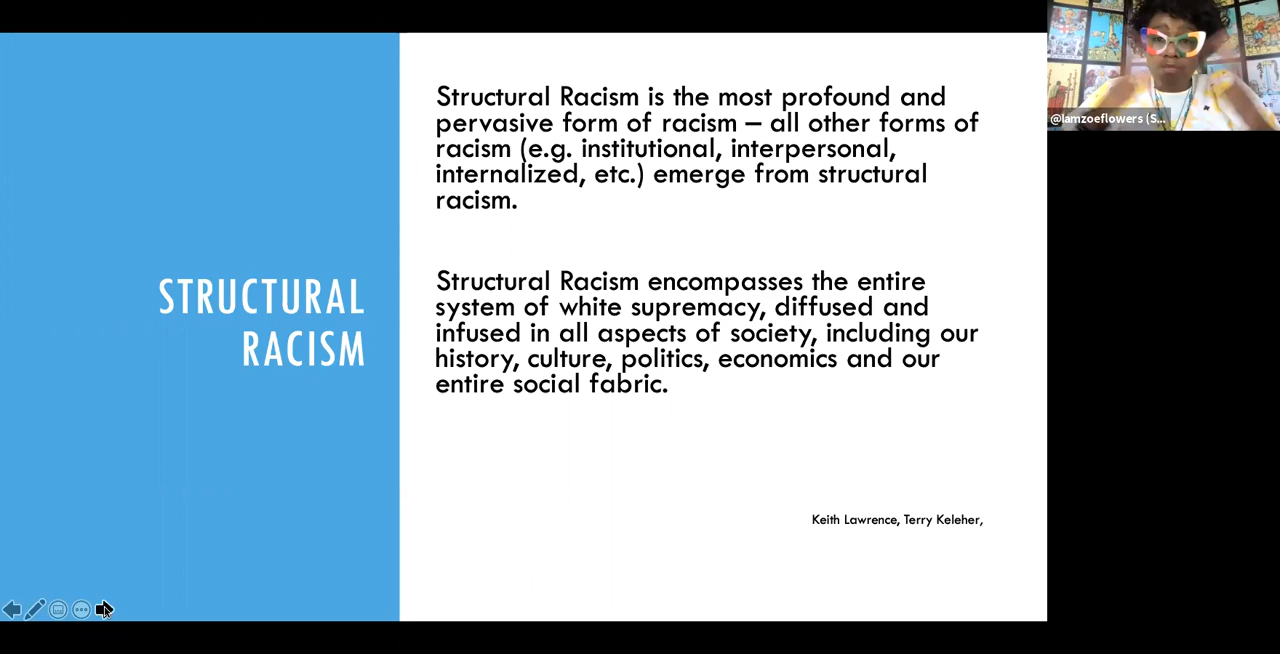 STRUCTURAL
RACISM
Structural Racism is the most profound and
pervasive form of racism – all other forms of
racism (e.g. institutional, interpersonal,
internalized, etc.) emerge from structural
racism.
Structural Racism encompasses the entire
system of white supremacy, diffused and
infused in all aspects of society, including our
history, culture, politics, economics and our
entire social fabric.
Keith Lawrence, Terry Keleher,
@Iamzoeflowers (S...